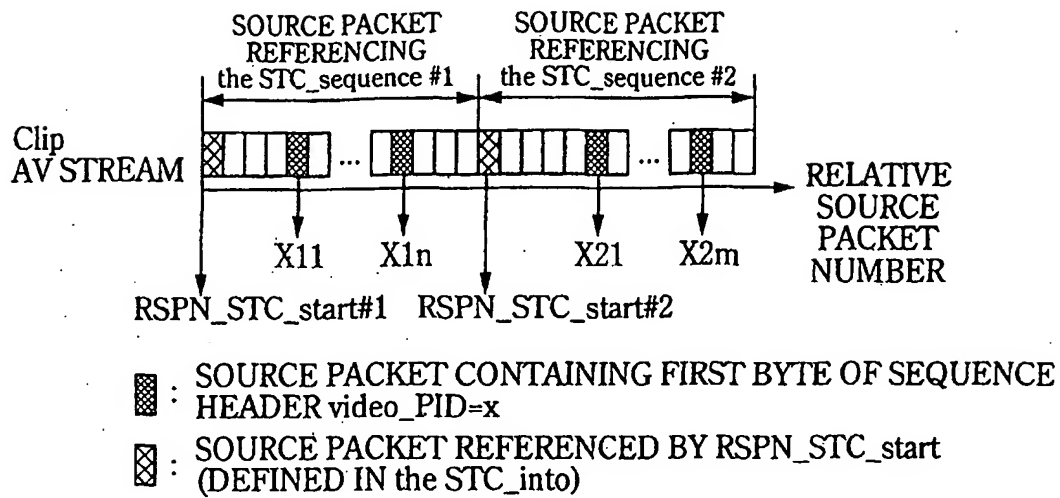 SOURCE PACKET REFERENCING the STC_sequence #1
SOURCE PACKET REFERENCING the STC_sequence #2
Clip
AV STREAM
...
...
RELATIVE
SOURCE
PACKET
NUMBER
X11
X1n
X21
X2m
RSPN_STC_start#1
RSPN_STC_start#2
: SOURCE PACKET CONTAINING FIRST BYTE OF SEQUENCE
HEADER video_PID=x
: SOURCE PACKET REFERENCED BY RSPN_STC_start
(DEFINED IN the STC_into)